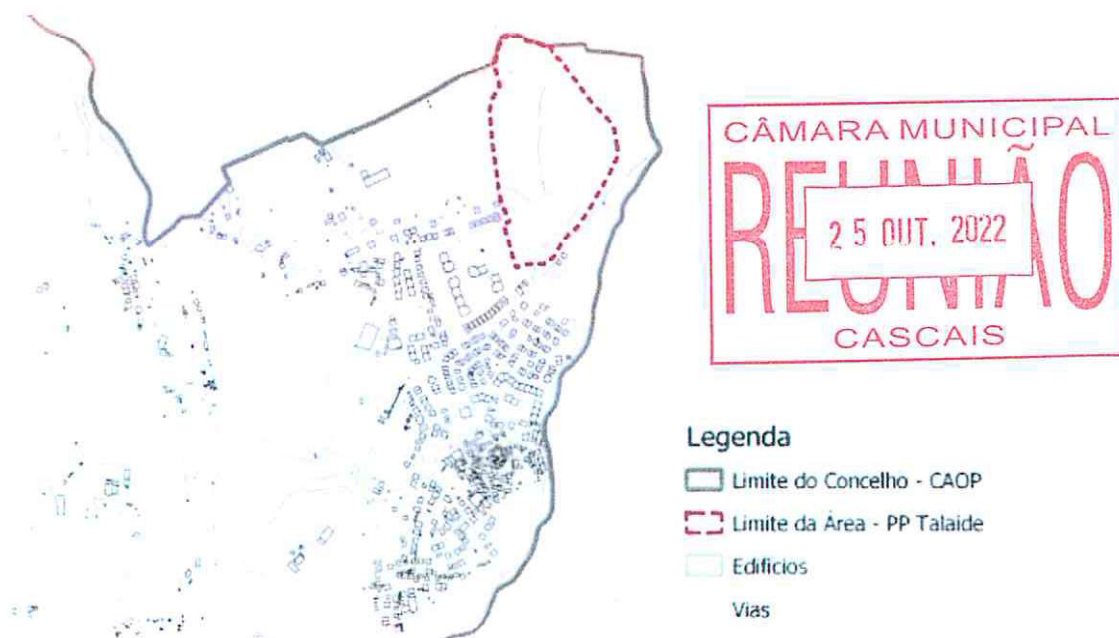 CÂMARA MUNICIPAL
REUNIÃO
25 OUT. 2022
CASCAIS
Legenda
Limite do Concelho - CAOP
Limite da Área - PP Talaide
Edifícios
Vias